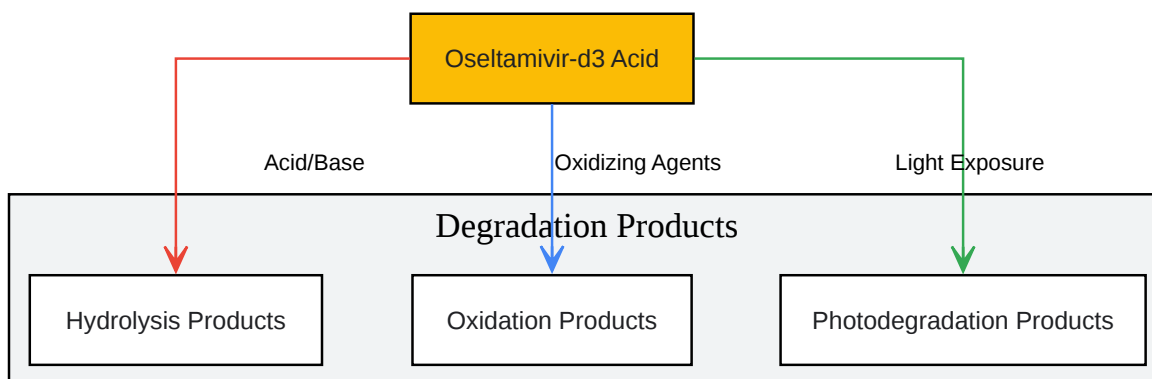 Oseltamivir-d3 Acid
Acid/Base
Oxidizing Agents
Light Exposure
Degradation Products
Hydrolysis Products
Oxidation Products
Photodegradation Products